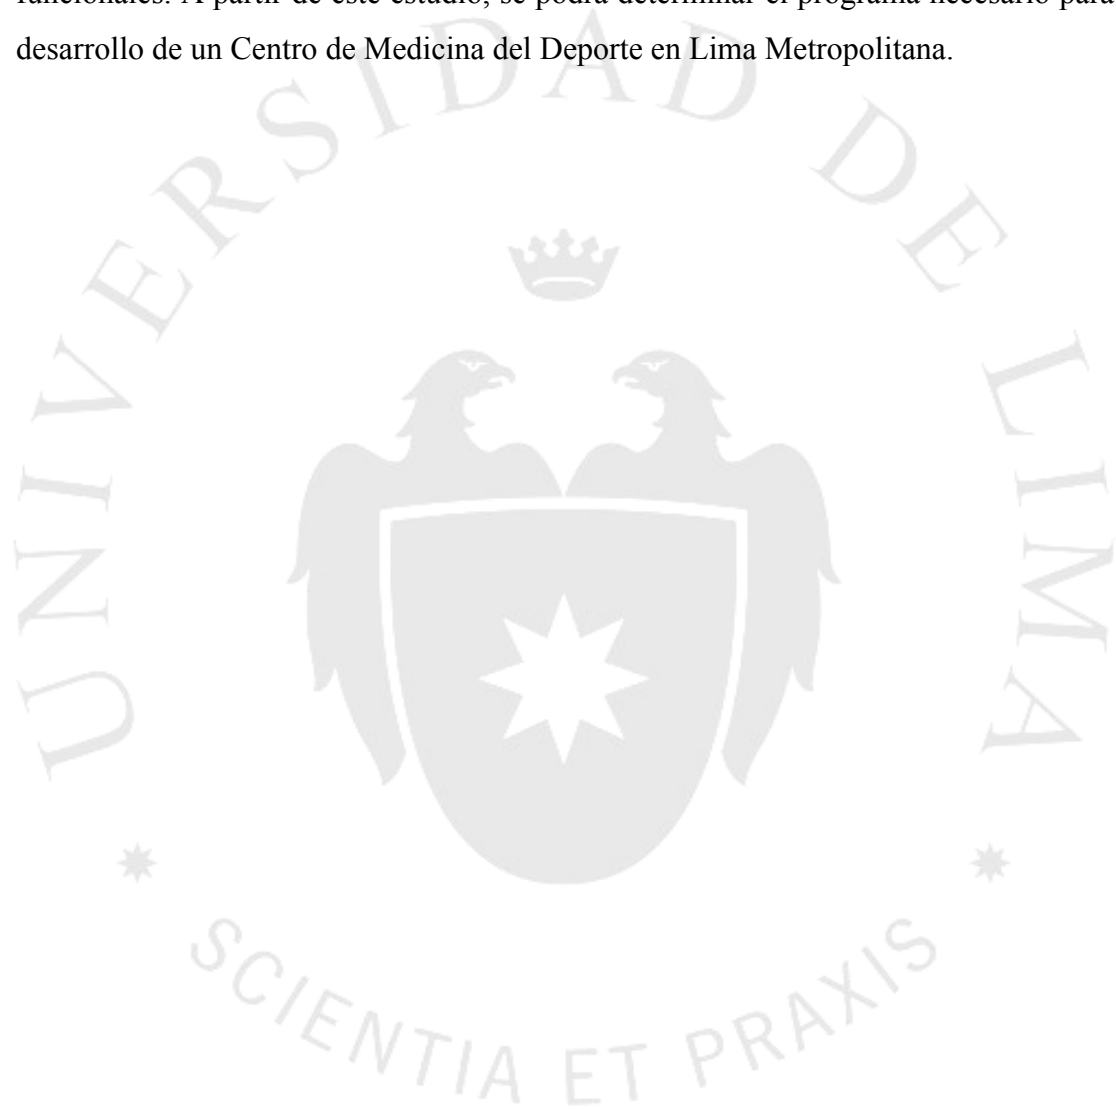 funcionales. A partir de este estudio, se podrá determinar el programa necesario para
desarrollo de un Centro de Medicina del Deporte en Lima Metropolitana.
UNIVERSIDAD DE LIMA
SCIENTIA ET PRAXIS